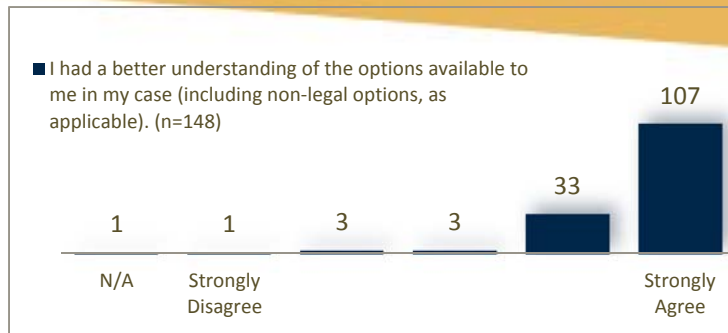 I had a better understanding of the options available to
me in my case (including non-legal options, as
applicable). (n=148)
107
33
1 1 3 3
N/A Strongly Strongly
Disagree Agree